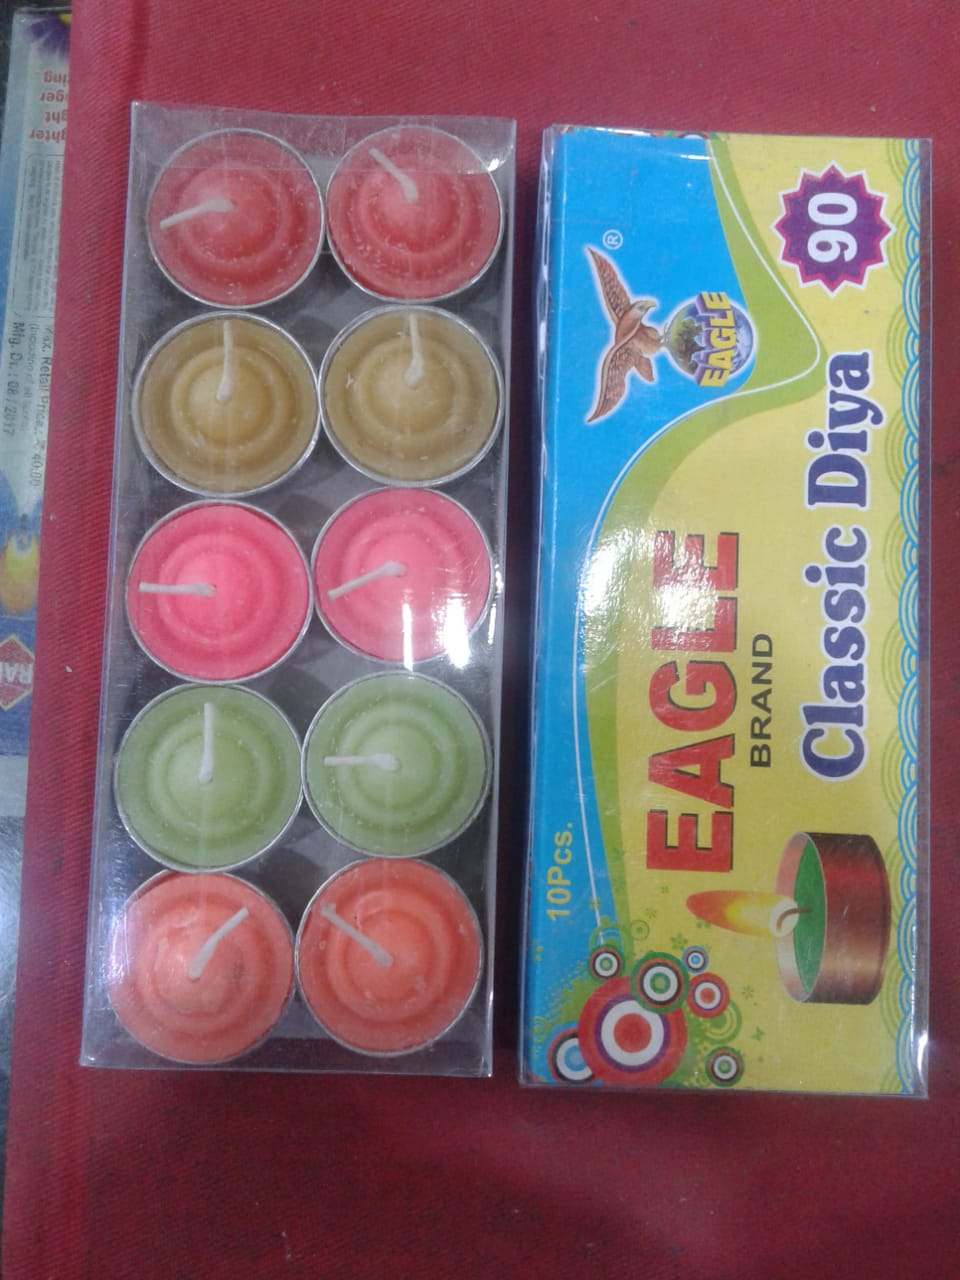 90
®
EAGLE
EAGLE
BRAND
Classic Diya
10Pcs.
Max. Retail Price. ₹ 40.00
Mfg. Dt.: 08/2017